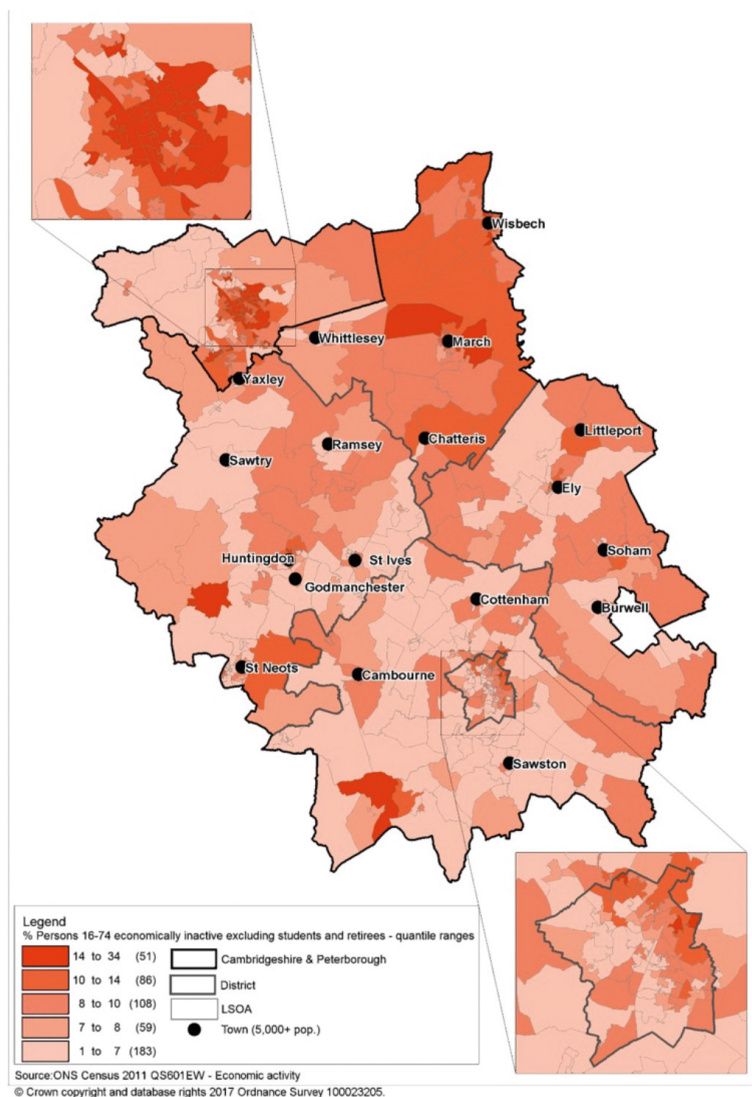 Wisbech
Whittlesey
March
Yaxley
Chatteris
Littleport
Ramsey
Sawtry
Ely
Soham
Huntingdon
St Ives
Godmanchester
Cottenham
Burwell
St Neots
Cambourne
Sawston
Legend
% Persons 16-74 economically inactive excluding students and retirees - quantile ranges
14 to 34 (51)
10 to 14 (86)
8 to 10 (108)
7 to 8 (59)
1 to 7 (183)
Cambridgeshire & Peterborough
District
LSOA
Town (5,000+ pop.)
Source:ONS Census 2011 QS601EW - Economic activity
© Crown copyright and database rights 2017 Ordnance Survey 100023205.